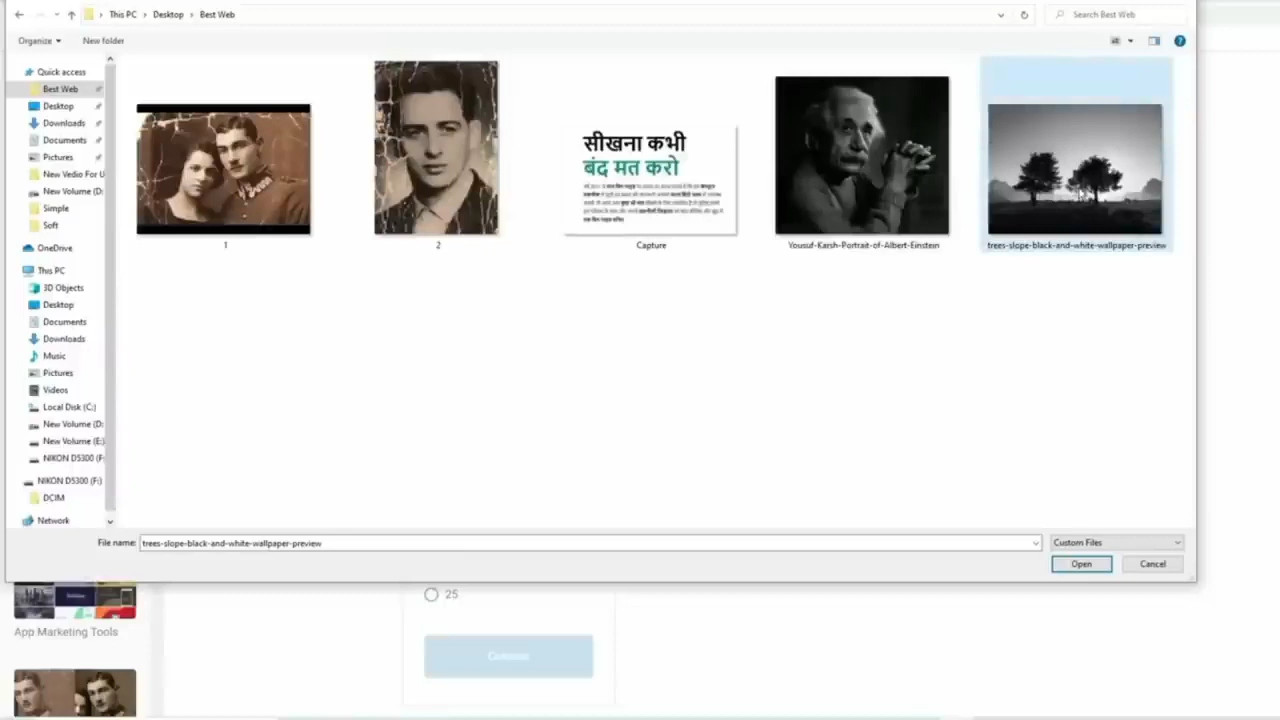 This PC > Desktop > Best Web
Search Best Web
Organize
New folder
Quick access
Best Web
Desktop
Downloads
Documents
Pictures
New Vedio For U
New Volume (D:
Simple
Soft
OneDrive
This PC
3D Objects
Desktop
Documents
Downloads
Music
Pictures
Videos
Local Disk (C:)
New Volume (D:
New Volume (E:)
NIKON D5300 (F:
NIKON D5300 (F:)
DCIM
Network
सीखना कभी
बंद मत करो
1
2
Capture
Yousuf-Karsh-Portrait-of-Albert-Einstein
trees-slope-black-and-white-wallpaper-preview
File name: trees-slope-black-and-white-wallpaper-preview
Custom Files
Open
Cancel
25
App Marketing Tools